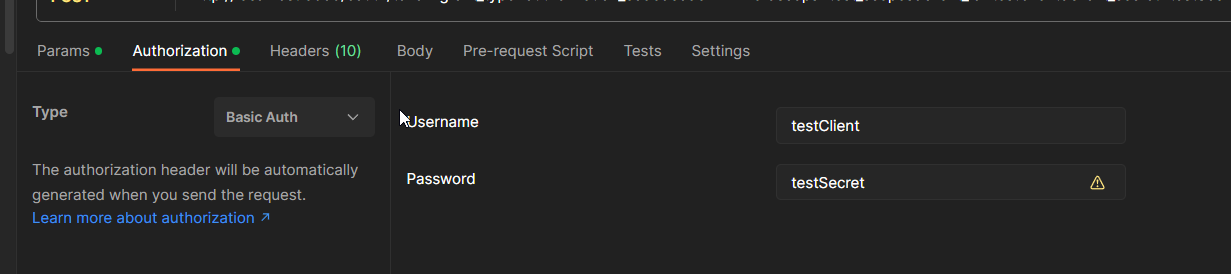 Params
Authorization
Headers (10)
Body
Pre-request Script
Tests
Settings
Type
Basic Auth
The authorization header will be automatically
generated when you send the request.
Learn more about authorization ↗
Username
testClient
Password
testSecret